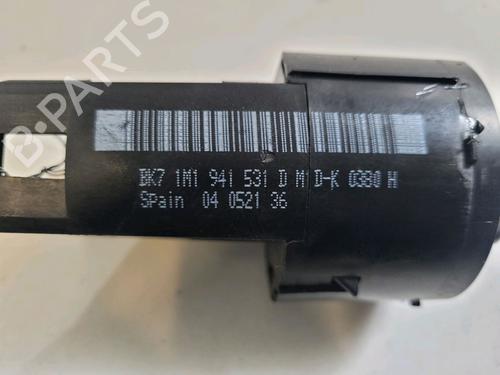 B-PARTS
BK7 1M1 941 531 D M D-K 0380 H
SPain 04 0521 36